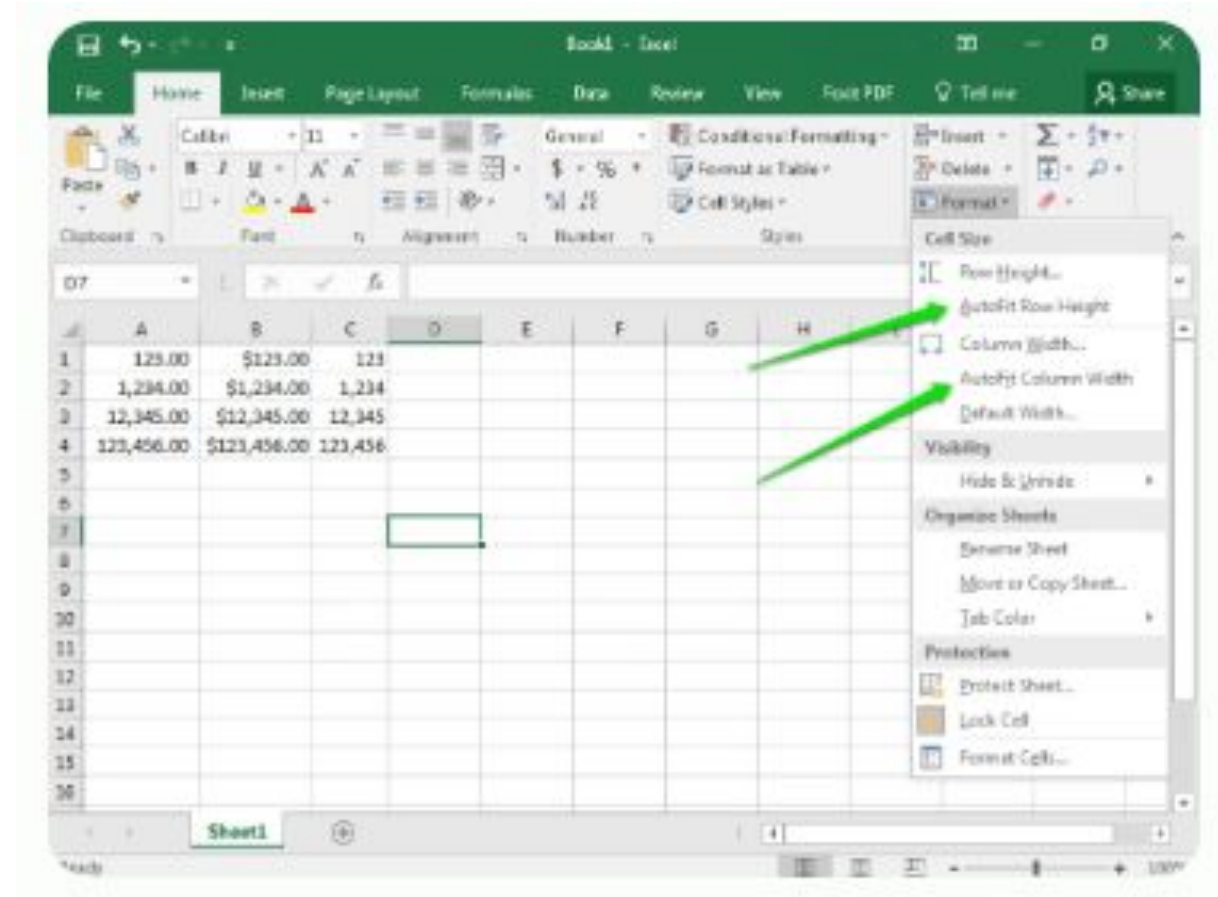 Book1 - Excel
File Home Insert Page Layout Formulas Data Review View Foxit PDF Tell me Share
Calibri 11 General Conditional Formatting Insert
Paste B I U A A $ % Format as Table Delete
Cell Styles Format
Clipboard Font Alignment Number Styles
D7 fx
A B C D E F G H
1 123.00 $123.00 123
2 1,234.00 $1,234.00 1,234
3 12,345.00 $12,345.00 12,345
4 123,456.00 $123,456.00 123,456
5
6
7
8
9
10
11
12
13
14
15
16
Cell Size
Row Height...
AutoFit Row Height
Column Width...
AutoFit Column Width
Default Width...
Visibility
Hide & Unhide
Organize Sheets
Rename Sheet
Move or Copy Sheet...
Tab Color
Protection
Protect Sheet...
Lock Cell
Format Cells...
Sheet1
Ready 100%